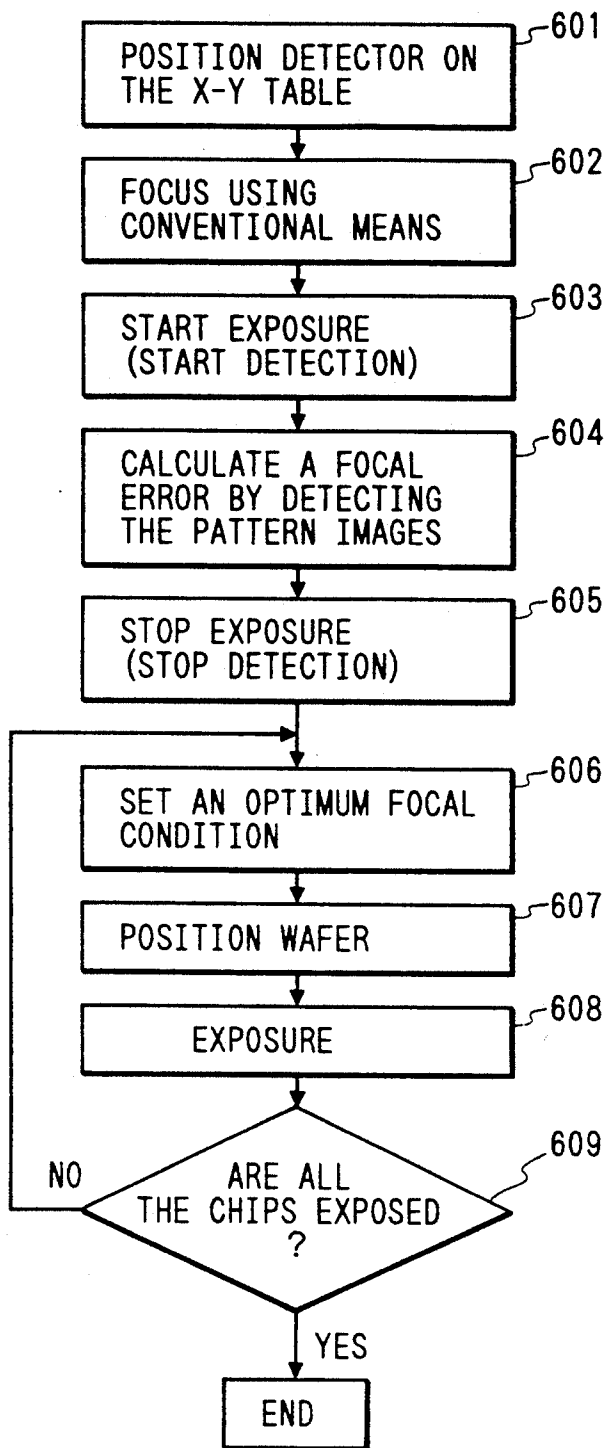 601
POSITION DETECTOR ON
THE X-Y TABLE
602
FOCUS USING
CONVENTIONAL MEANS
603
START EXPOSURE
(START DETECTION)
604
CALCULATE A FOCAL
ERROR BY DETECTING
THE PATTERN IMAGES
605
STOP EXPOSURE
(STOP DETECTION)
606
SET AN OPTIMUM FOCAL
CONDITION
607
POSITION WAFER
608
EXPOSURE
609
NO
ARE ALL
THE CHIPS EXPOSED
?
YES
END